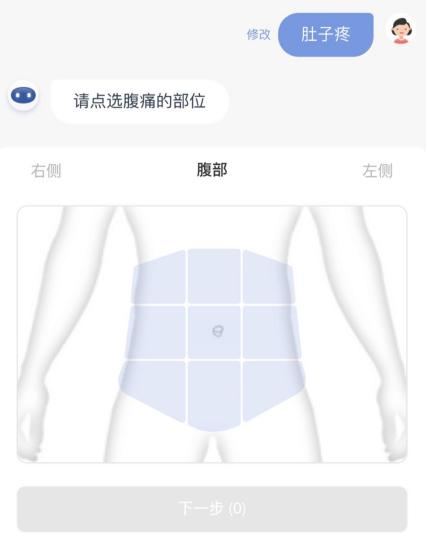 修改
肚子疼
请点选腹痛的部位
右侧
腹部
左侧
下一步 (0)